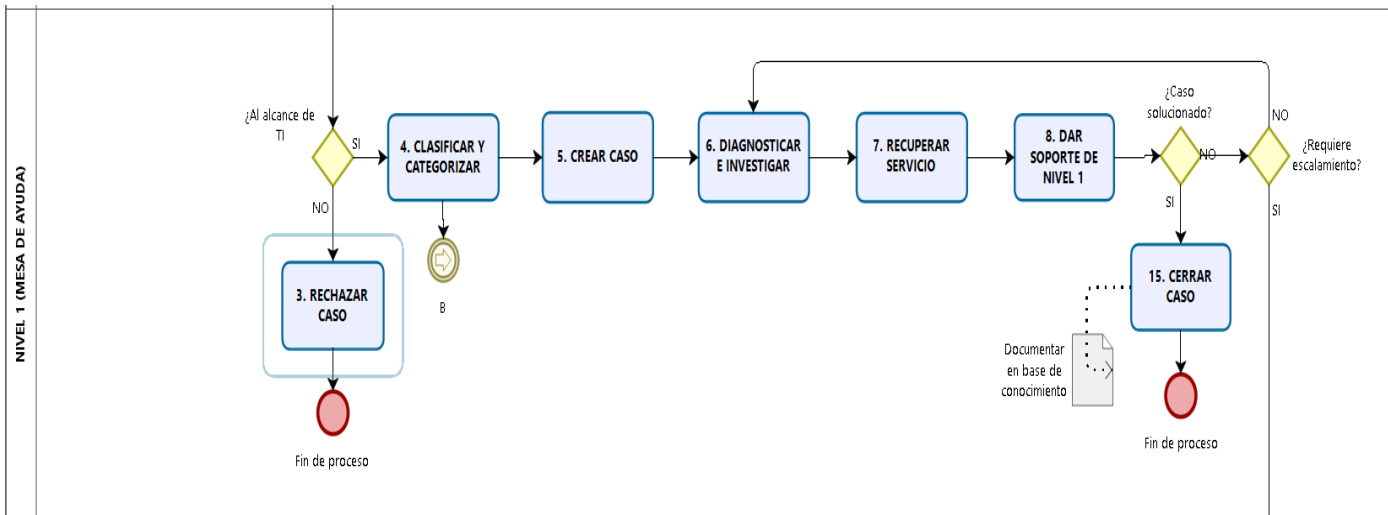 NIVEL 1 (MESA DE AYUDA)
¿Al alcance de
TI
SI
NO
4. CLASIFICAR Y
CATEGORIZAR
B
3. RECHAZAR
CASO
Fin de proceso
5. CREAR CASO
6. DIAGNOSTICAR
E INVESTIGAR
7. RECUPERAR
SERVICIO
8. DAR
SOPORTE DE
NIVEL 1
¿Caso
solucionado?
NO
SI
NO
¿Requiere
escalamiento?
SI
15. CERRAR
CASO
Documentar
en base de
conocimiento
Fin de proceso